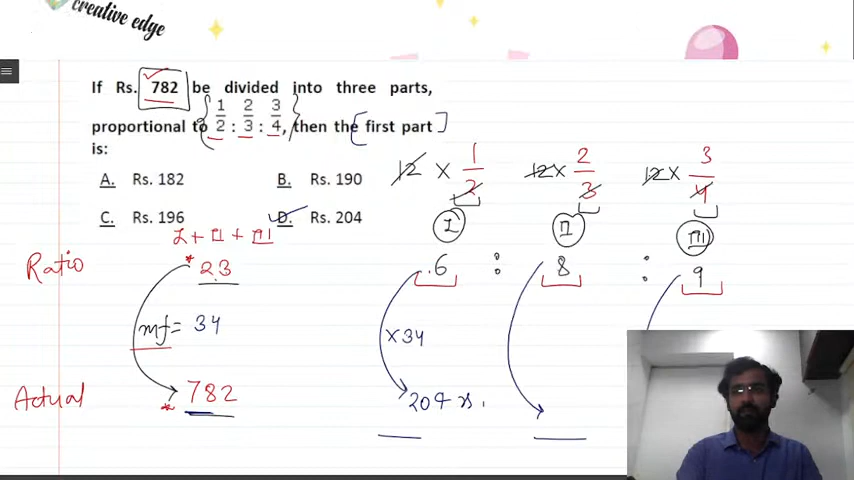 creative edge
If Rs. 782 be divided into three parts,
proportional to 1/2 : 2/3 : 3/4, then the first part
is:
A. Rs. 182 B. Rs. 190
C. Rs. 196 D. Rs. 204
12 × 1/2 12 × 2/3 12 × 3/4
I II III
I + II + III
Ratio 23 6 : 8 : 9
mf = 34 ×34
Actual 782 204 rs.